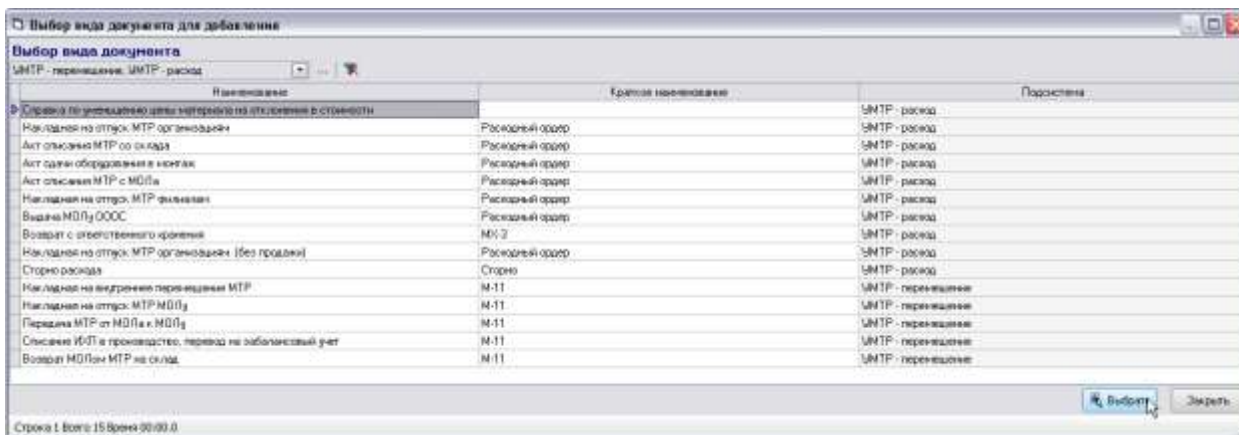 Выбор вида документа для добавления
Выбор вида документа
УМТР - перемещение, УМТР - расход
Наименование Краткое наименование Подсистема
Справка по уменьшению цены материала на отклонения в стоимости УМТР - расход
Накладная на отпуск МТР организациям Расходный ордер УМТР - расход
Акт списания МТР со склада Расходный ордер УМТР - расход
Акт сдачи оборудования в монтаж Расходный ордер УМТР - расход
Акт списания МТР с МОЛа Расходный ордер УМТР - расход
Накладная на отпуск МТР филиалам Расходный ордер УМТР - расход
Выдача МОЛу ОООС Расходный ордер УМТР - расход
Возврат с ответственного хранения МХ-3 УМТР - расход
Накладная на отпуск МТР организациям (без продажи) Расходный ордер УМТР - расход
Сторно расхода Сторно УМТР - расход
Накладная на внутреннее перемещение МТР М-11 УМТР - перемещение
Накладная на отпуск МТР МОЛу М-11 УМТР - перемещение
Передача МТР от МОЛа к МОЛу М-11 УМТР - перемещение
Списание ИХП в производство, перевод на забалансовый учет М-11 УМТР - перемещение
Возврат МОЛом МТР на склад М-11 УМТР - перемещение
Выбрать Закрыть
Строка 1 Всего 15 Время 00:00.0